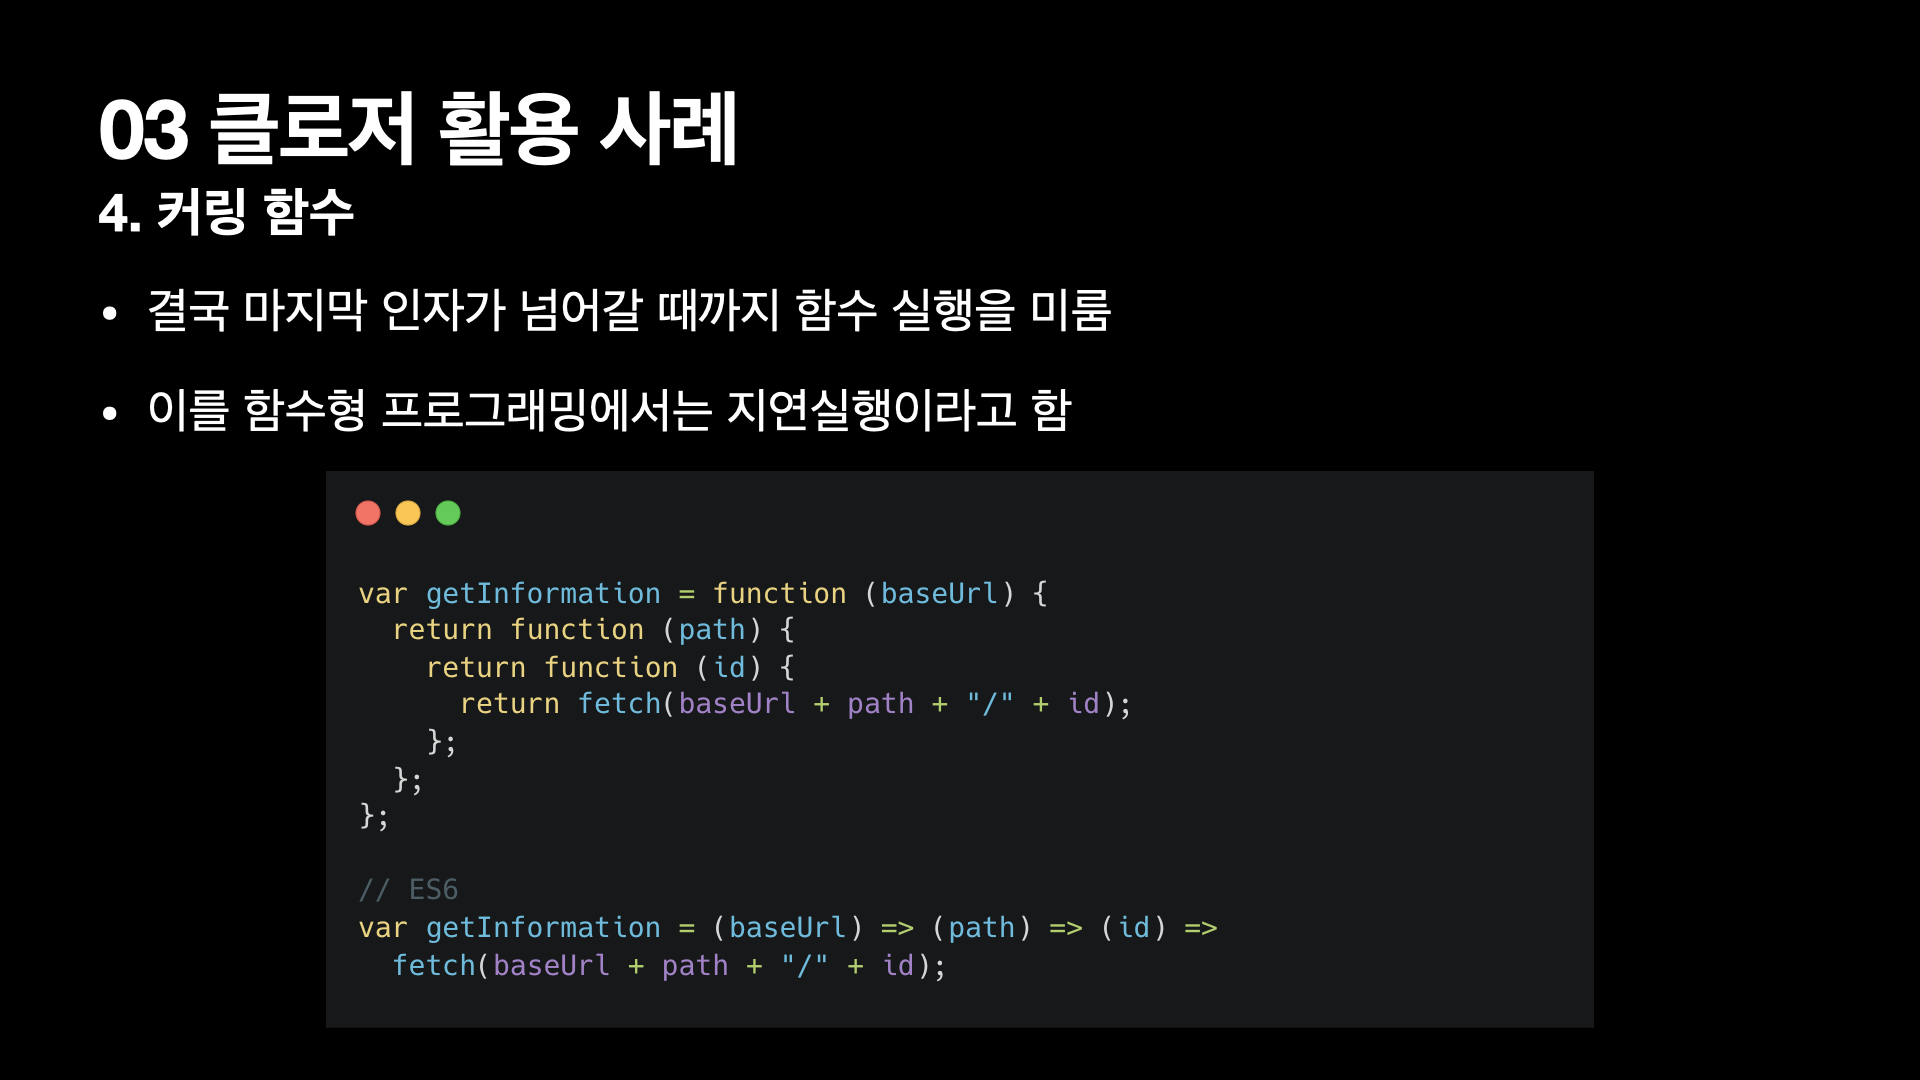 03 클로저 활용 사례
4. 커링 함수
• 결국 마지막 인자가 넘어갈 때까지 함수 실행을 미룸
• 이를 함수형 프로그래밍에서는 지연실행이라고 함
var getInformation = function (baseUrl) {
  return function (path) {
    return function (id) {
      return fetch(baseUrl + path + "/" + id);
    };
  };
};
// ES6
var getInformation = (baseUrl) => (path) => (id) =>
  fetch(baseUrl + path + "/" + id);